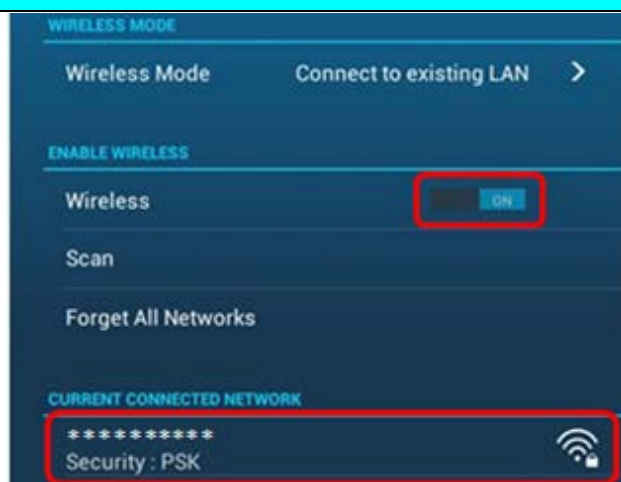 WIRELESS MODE
Wireless Mode Connect to existing LAN >
ENABLE WIRELESS
Wireless ON
Scan
Forget All Networks
CURRENT CONNECTED NETWORK
**********
Security : PSK